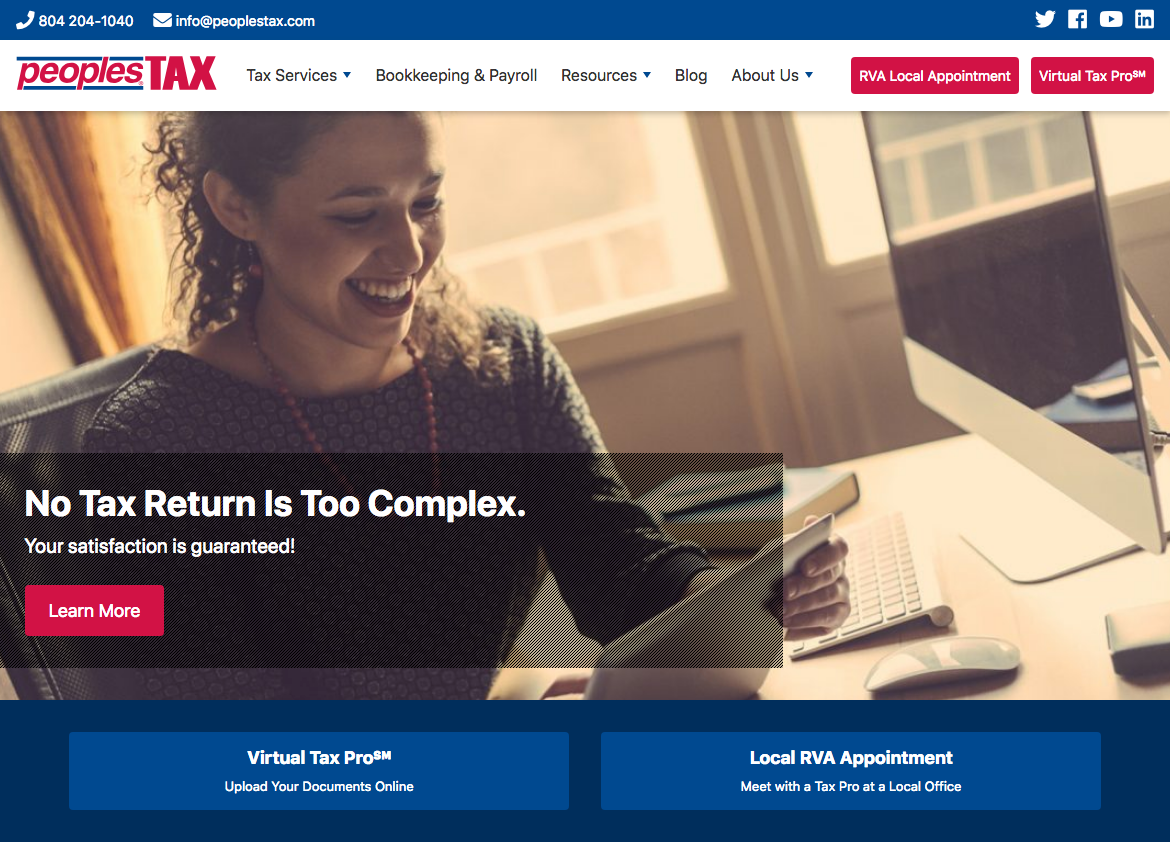 804 204-1040 info@peoplestax.com
peoplesTAX Tax Services Bookkeeping & Payroll Resources Blog About Us RVA Local Appointment Virtual Tax Pro℠
No Tax Return Is Too Complex.
Your satisfaction is guaranteed!
Learn More
Virtual Tax Pro℠
Upload Your Documents Online
Local RVA Appointment
Meet with a Tax Pro at a Local Office